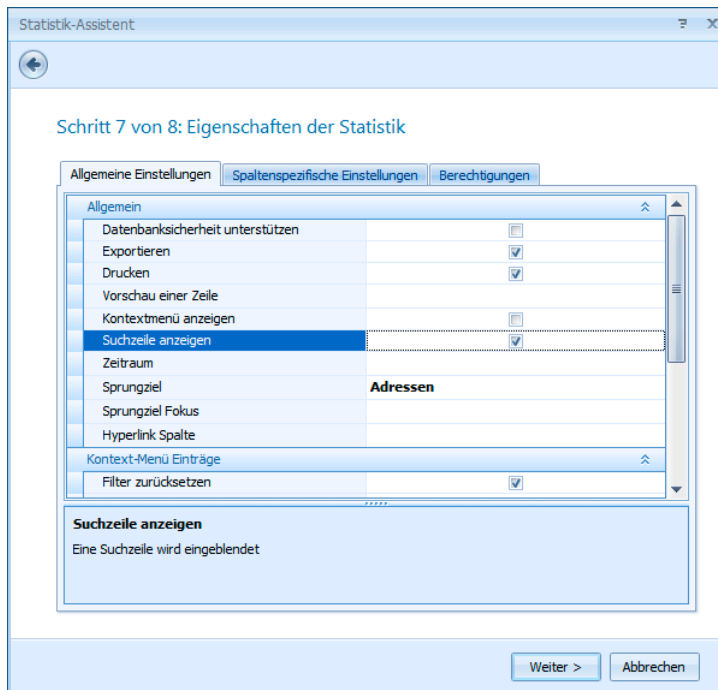 Statistik-Assistent
Schritt 7 von 8: Eigenschaften der Statistik
Allgemeine Einstellungen Spaltenspezifische Einstellungen Berechtigungen
Allgemein
Datenbanksicherheit unterstützen
Exportieren
Drucken
Vorschau einer Zeile
Kontextmenü anzeigen
Suchzeile anzeigen
Zeitraum
Sprungziel Adressen
Sprungziel Fokus
Hyperlink Spalte
Kontext-Menü Einträge
Filter zurücksetzen
Suchzeile anzeigen
Eine Suchzeile wird eingeblendet
Weiter > Abbrechen